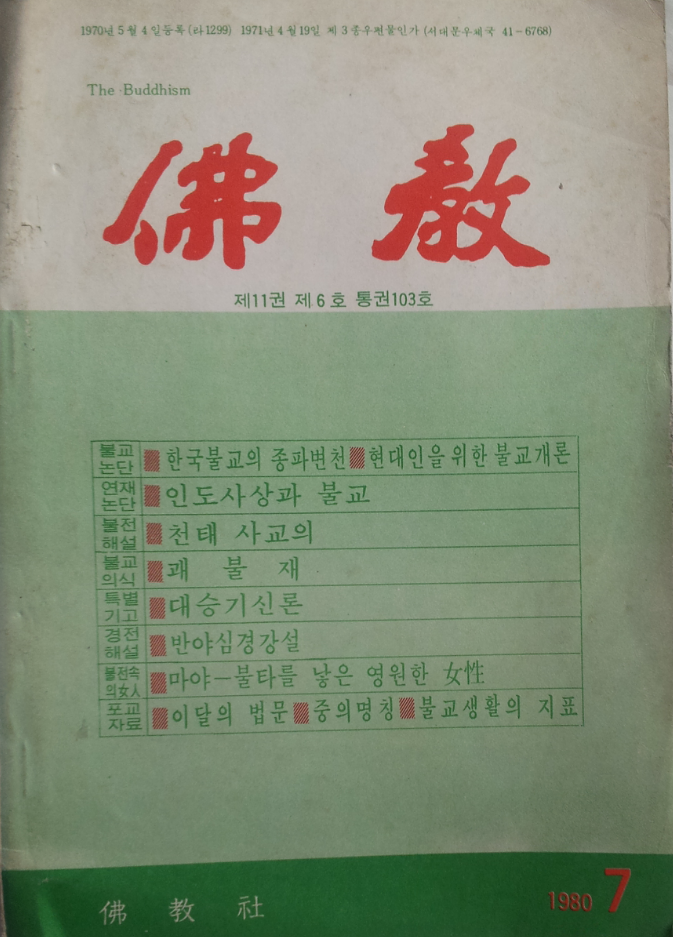 1970년 5월 4일등록 (라1299) 1971년 4월 19일 제 3 종우편물인가 (서대문우체국 41-6768)
The Buddhism
佛教
제11권 제 6 호 통권103호
불교논단 한국불교의 종파변천 현대인을 위한 불교개론
연재논단 인도사상과 불교
불전해설 천태 사교의
불교의식 괘 불 재
특별기고 대승기신론
경전해설 반야심경강설
불전속의女人 마야-불타를 낳은 영원한 女性
포교자료 이달의 법문 중의명칭 불교생활의 지표
佛 教 社
1980 7